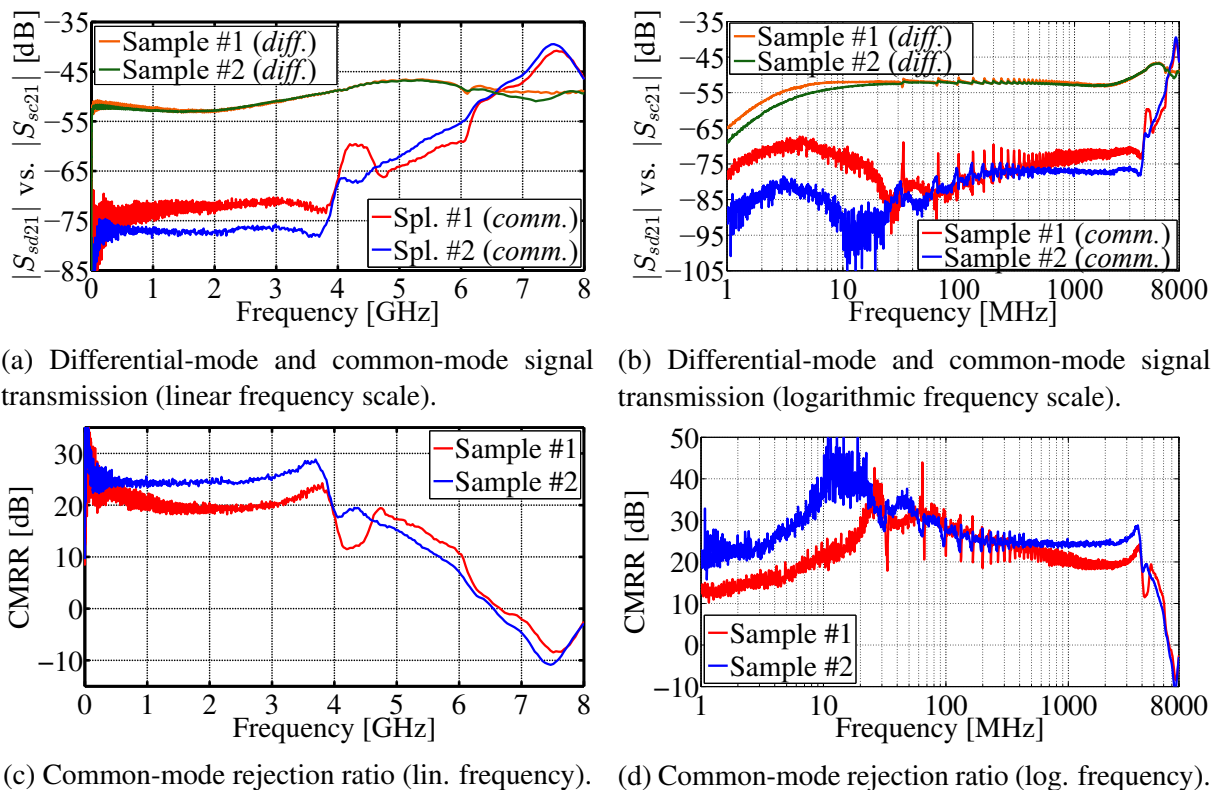 |S_sd21| vs. |S_sc21| [dB]
−35
−45
−55
−65
−75
−85
Sample #1 (diff.)
Sample #2 (diff.)
Spl. #1 (comm.)
Spl. #2 (comm.)
0 1 2 3 4 5 6 7 8
Frequency [GHz]
(a) Differential-mode and common-mode signal
transmission (linear frequency scale).
|S_sd21| vs. |S_sc21| [dB]
−35
−45
−55
−65
−75
−85
−95
−105
Sample #1 (diff.)
Sample #2 (diff.)
Sample #1 (comm.)
Sample #2 (comm.)
1 10 100 1000 8000
Frequency [MHz]
(b) Differential-mode and common-mode signal
transmission (logarithmic frequency scale).
CMRR [dB]
30
20
10
0
−10
Sample #1
Sample #2
0 1 2 3 4 5 6 7 8
Frequency [GHz]
(c) Common-mode rejection ratio (lin. frequency).
CMRR [dB]
50
40
30
20
10
0
−10
Sample #1
Sample #2
1 10 100 1000 8000
Frequency [MHz]
(d) Common-mode rejection ratio (log. frequency).